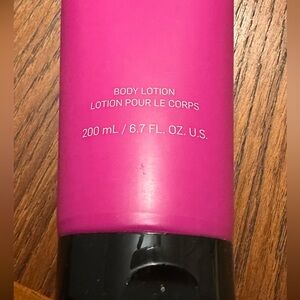 BODY LOTION
LOTION POUR LE CORPS
200 mL / 6.7 FL. OZ. U.S.